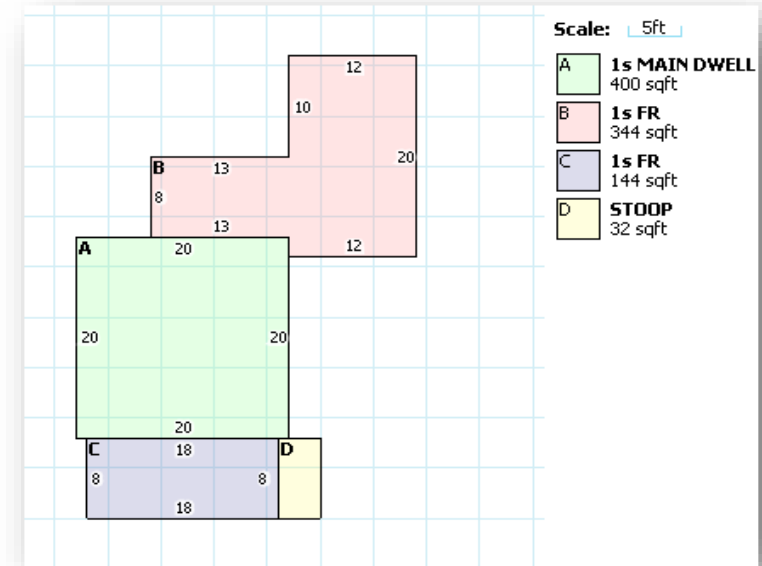 Scale: 5ft
A 1s MAIN DWELL
400 sqft
B 1s FR
344 sqft
C 1s FR
144 sqft
D STOOP
32 sqft
12
10
20
B 13
8
13
12
A 20
20 20
20
C 18 D
8 8
18